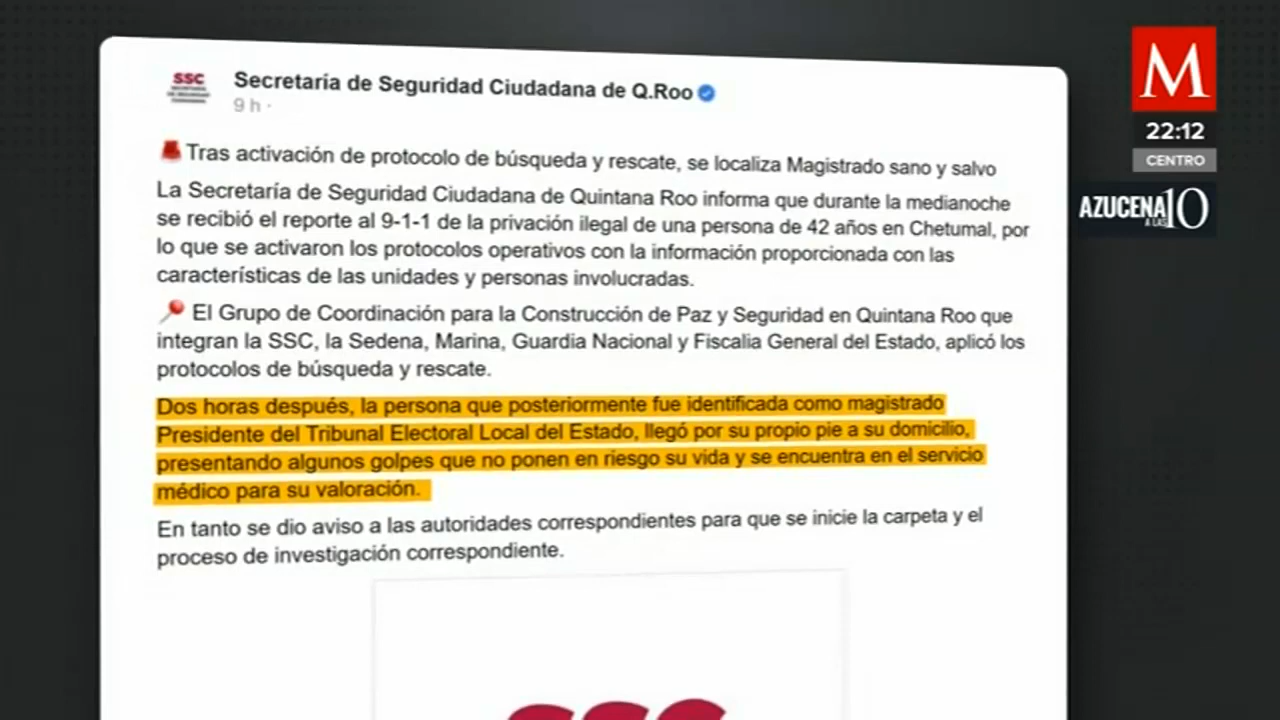 SSC
Secretaría de Seguridad Ciudadana de Q.Roo
9 h ·
Tras activación de protocolo de búsqueda y rescate, se localiza Magistrado sano y salvo
La Secretaría de Seguridad Ciudadana de Quintana Roo informa que durante la medianoche
se recibió el reporte al 9-1-1 de la privación ilegal de una persona de 42 años en Chetumal, por
lo que se activaron los protocolos operativos con la información proporcionada con las
características de las unidades y personas involucradas.
El Grupo de Coordinación para la Construcción de Paz y Seguridad en Quintana Roo que
integran la SSC, la Sedena, Marina, Guardia Nacional y Fiscalia General del Estado, aplicó los
protocolos de búsqueda y rescate.
Dos horas después, la persona que posteriormente fue identificada como magistrado
Presidente del Tribunal Electoral Local del Estado, llegó por su propio pie a su domicilio,
presentando algunos golpes que no ponen en riesgo su vida y se encuentra en el servicio
médico para su valoración.
En tanto se dio aviso a las autoridades correspondientes para que se inicie la carpeta y el
proceso de investigación correspondiente.
SSC
M
22:12
CENTRO
AZUCENA A LAS 10